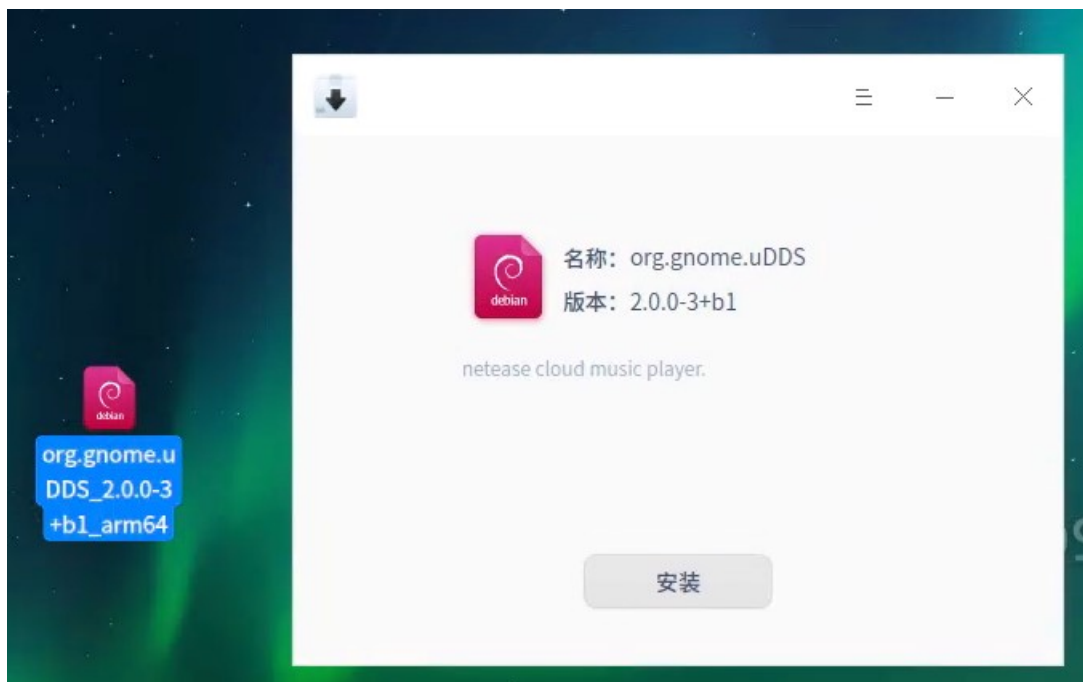 debian
名称：org.gnome.uDDS
版本：2.0.0-3+b1
netease cloud music player.
debian
org.gnome.u
DDS_2.0.0-3
+b1_arm64
安装